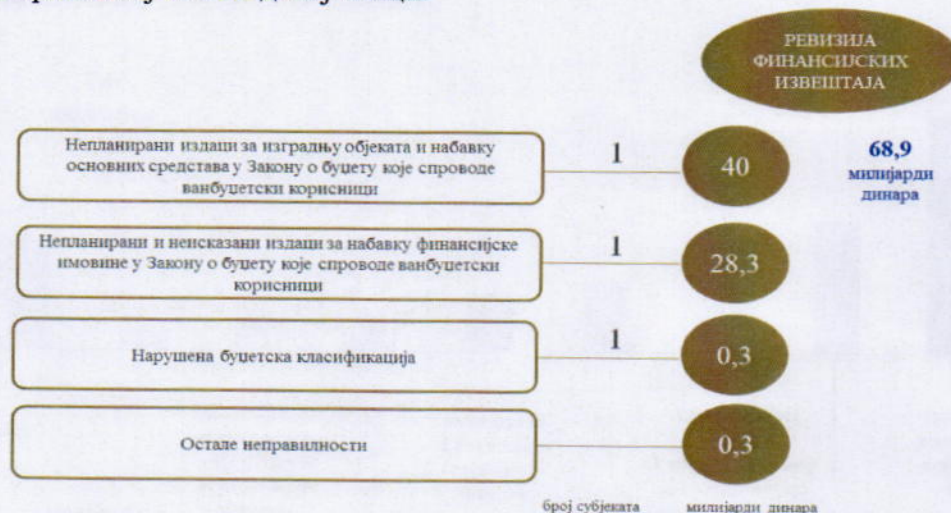 РЕВИЗИЈА
ФИНАНСИЈСКИХ
ИЗВЕШТАЈА
Непланирани издаци за изградњу објеката и набавку
основних средстава у Закону о буџету које спроводе
ванбуџетски корисници
1
40
68,9
милијарди
динара
Непланирани и неисказани издаци за набавку финансијске
имовине у Закону о буџету које спроводе ванбуџетски
корисници
1
28,3
Нарушена буџетска класификација
1
0,3
Остале неправилности
0,3
број субјеката
милијарди динара